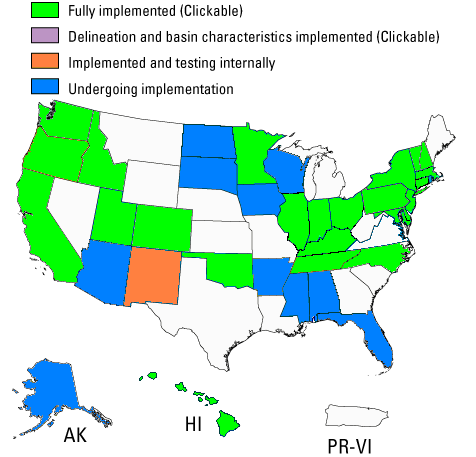 Fully implemented (Clickable)
Delineation and basin characteristics implemented (Clickable)
Implemented and testing internally
Undergoing implementation
AK
HI
PR-VI